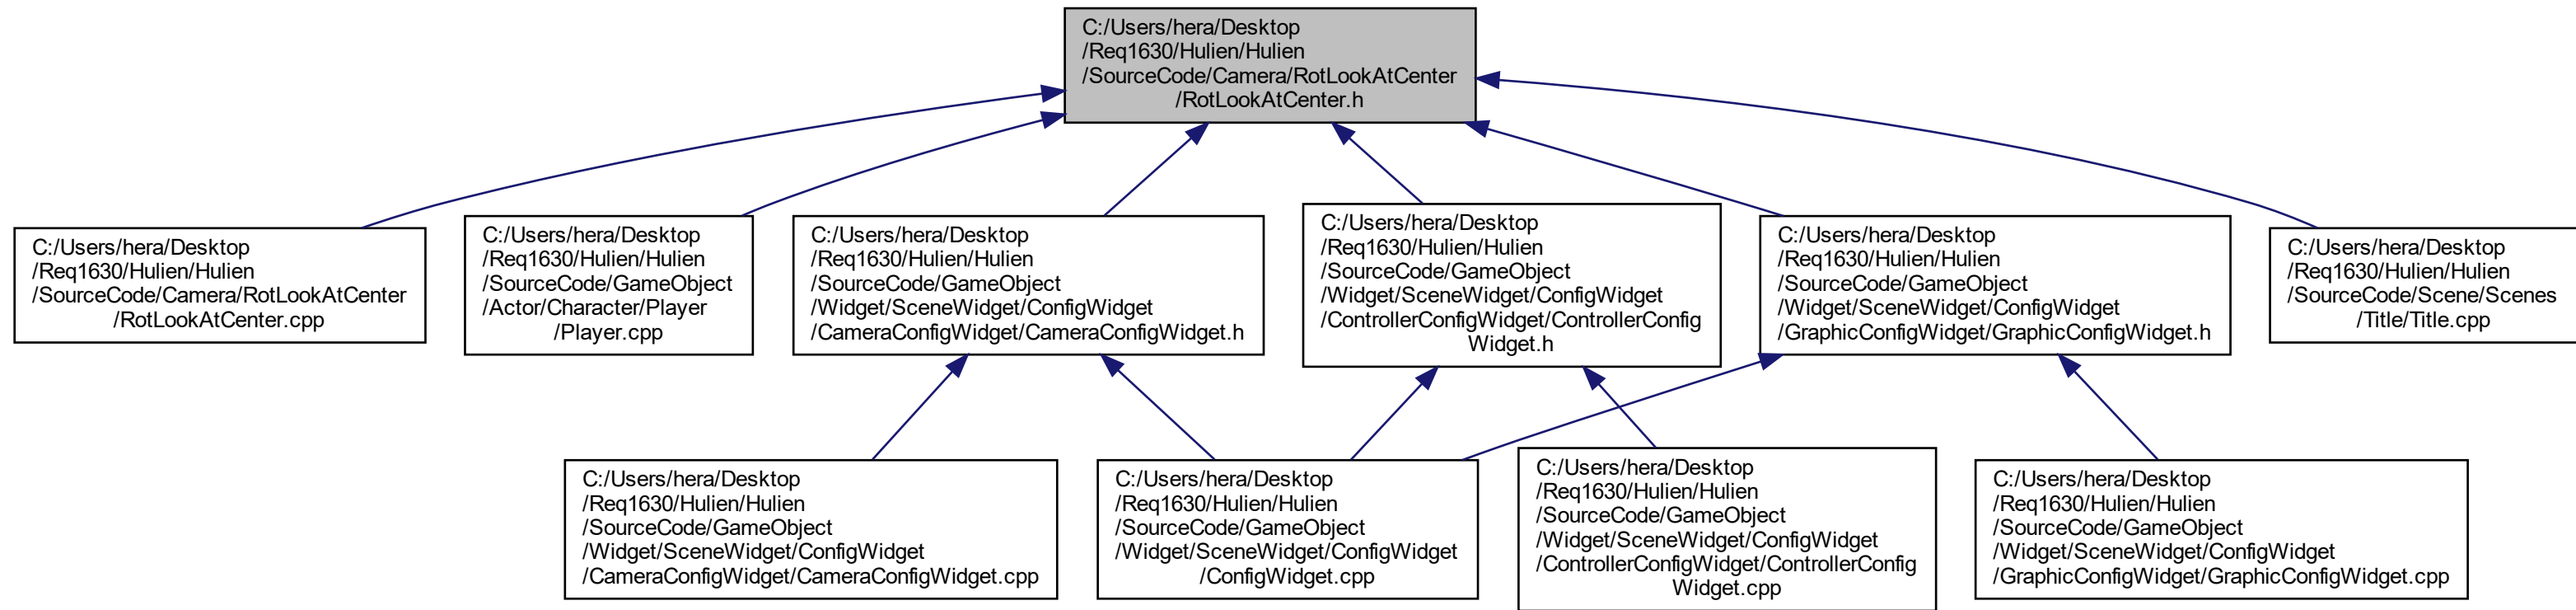 C:/Users/hera/Desktop
/Req1630/Hulien/Hulien
/SourceCode/Camera/RotLookAtCenter
/RotLookAtCenter.h
C:/Users/hera/Desktop
/Req1630/Hulien/Hulien
/SourceCode/Camera/RotLookAtCenter
/RotLookAtCenter.cpp
C:/Users/hera/Desktop
/Req1630/Hulien/Hulien
/SourceCode/GameObject
/Actor/Character/Player
/Player.cpp
C:/Users/hera/Desktop
/Req1630/Hulien/Hulien
/SourceCode/GameObject
/Widget/SceneWidget/ConfigWidget
/CameraConfigWidget/CameraConfigWidget.h
C:/Users/hera/Desktop
/Req1630/Hulien/Hulien
/SourceCode/GameObject
/Widget/SceneWidget/ConfigWidget
/ControllerConfigWidget/ControllerConfig
Widget.h
C:/Users/hera/Desktop
/Req1630/Hulien/Hulien
/SourceCode/GameObject
/Widget/SceneWidget/ConfigWidget
/GraphicConfigWidget/GraphicConfigWidget.h
C:/Users/hera/Desktop
/Req1630/Hulien/Hulien
/SourceCode/Scene/Scenes
/Title/Title.cpp
C:/Users/hera/Desktop
/Req1630/Hulien/Hulien
/SourceCode/GameObject
/Widget/SceneWidget/ConfigWidget
/CameraConfigWidget/CameraConfigWidget.cpp
C:/Users/hera/Desktop
/Req1630/Hulien/Hulien
/SourceCode/GameObject
/Widget/SceneWidget/ConfigWidget
/ConfigWidget.cpp
C:/Users/hera/Desktop
/Req1630/Hulien/Hulien
/SourceCode/GameObject
/Widget/SceneWidget/ConfigWidget
/ControllerConfigWidget/ControllerConfig
Widget.cpp
C:/Users/hera/Desktop
/Req1630/Hulien/Hulien
/SourceCode/GameObject
/Widget/SceneWidget/ConfigWidget
/GraphicConfigWidget/GraphicConfigWidget.cpp